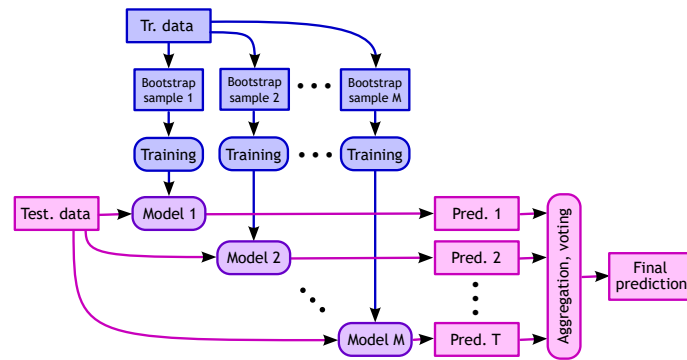 Tr. data
Bootstrap
sample 1
Bootstrap
sample 2
Bootstrap
sample M
Training
Training
Training
Test. data
Model 1
Pred. 1
Model 2
Pred. 2
Model M
Pred. T
Aggregation, voting
Final
prediction